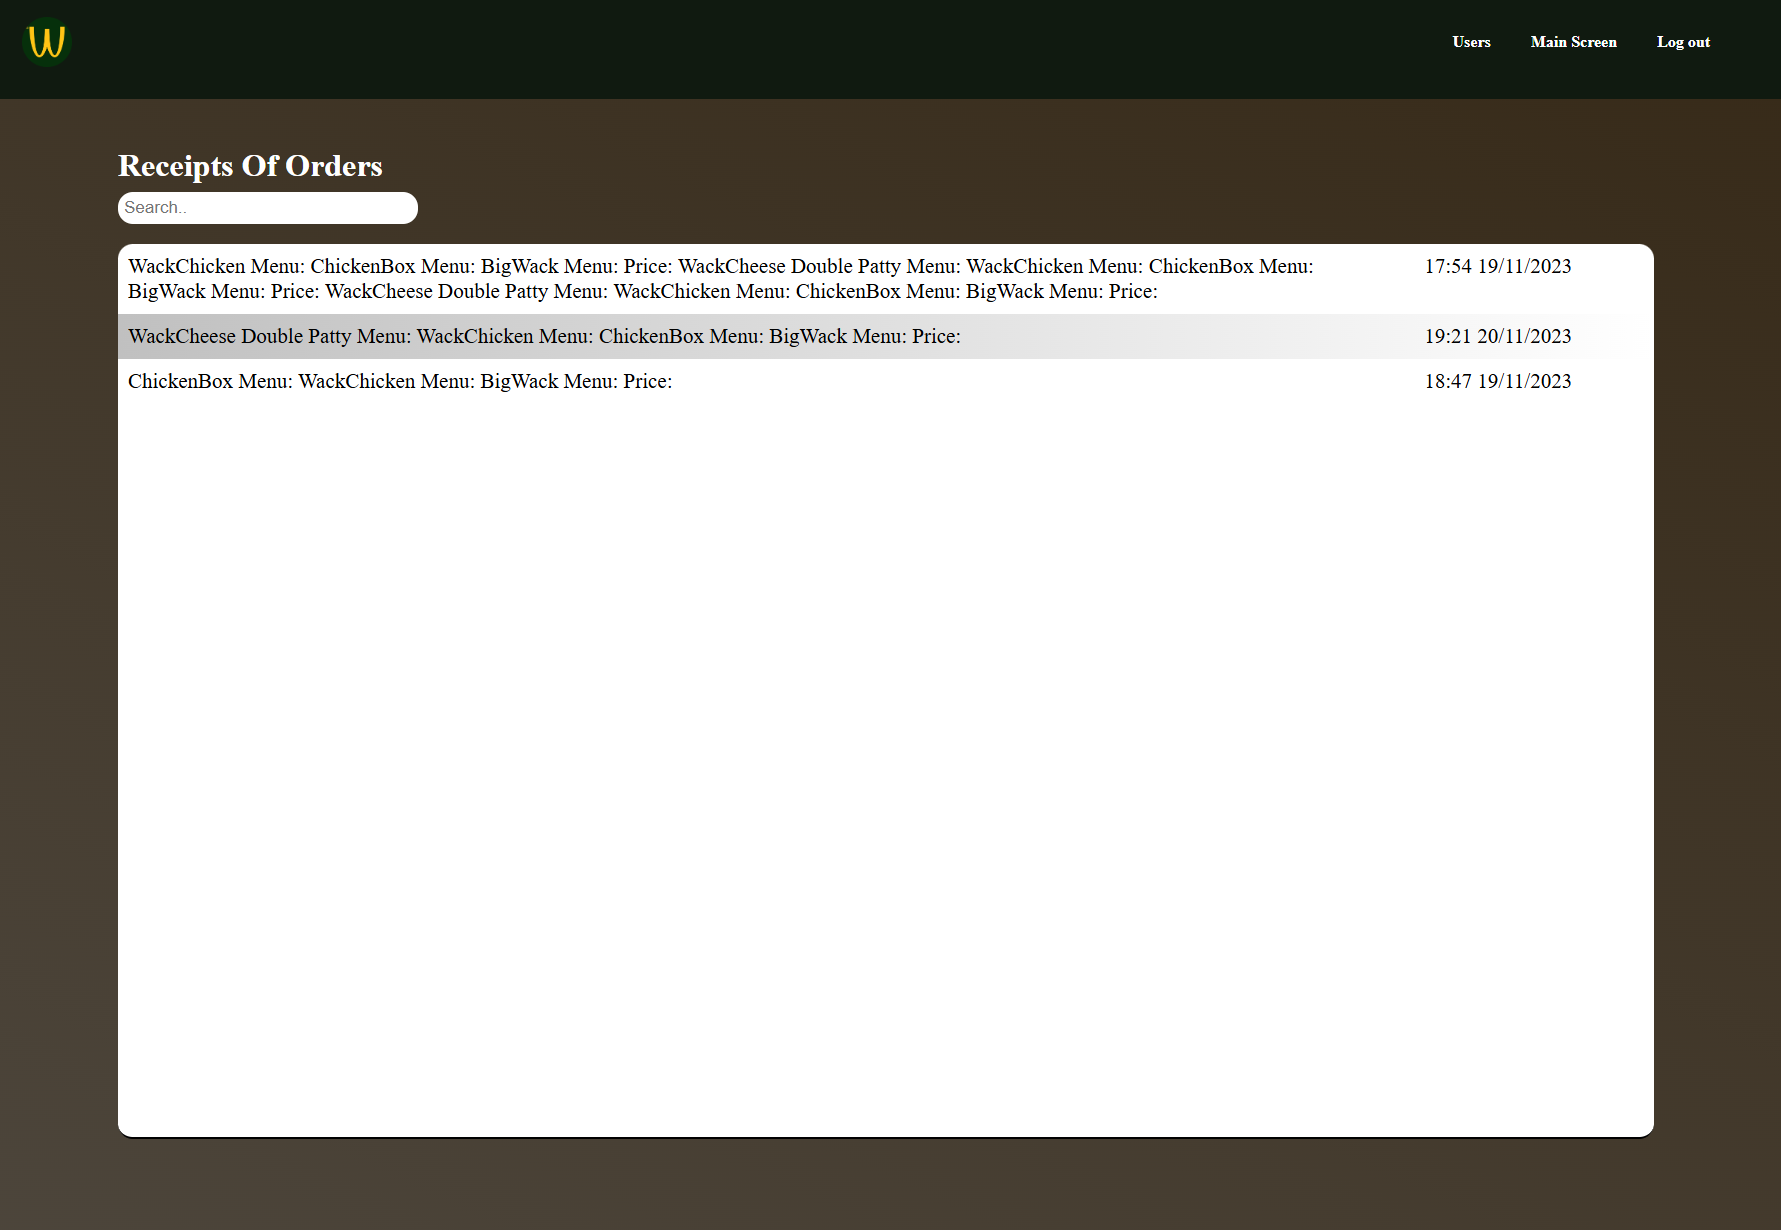 W
Users Main Screen Log out
Receipts Of Orders
Search..
WackChicken Menu: ChickenBox Menu: BigWack Menu: Price: WackCheese Double Patty Menu: WackChicken Menu: ChickenBox Menu: 17:54 19/11/2023
BigWack Menu: Price: WackCheese Double Patty Menu: WackChicken Menu: ChickenBox Menu: BigWack Menu: Price:
WackCheese Double Patty Menu: WackChicken Menu: ChickenBox Menu: BigWack Menu: Price: 19:21 20/11/2023
ChickenBox Menu: WackChicken Menu: BigWack Menu: Price: 18:47 19/11/2023